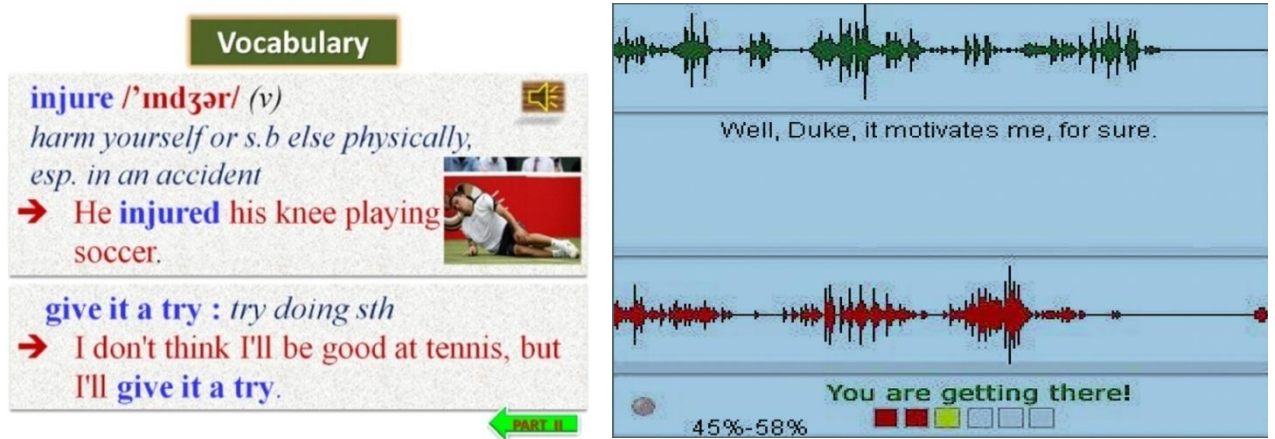 Vocabulary
injure /'ɪndʒər/ (v)
harm yourself or s.b else physically,
esp. in an accident
➔ He injured his knee playing
soccer.
give it a try : try doing sth
➔ I don't think I'll be good at tennis, but
I'll give it a try.
PART II
Well, Duke, it motivates me, for sure.
You are getting there!
45%-58%